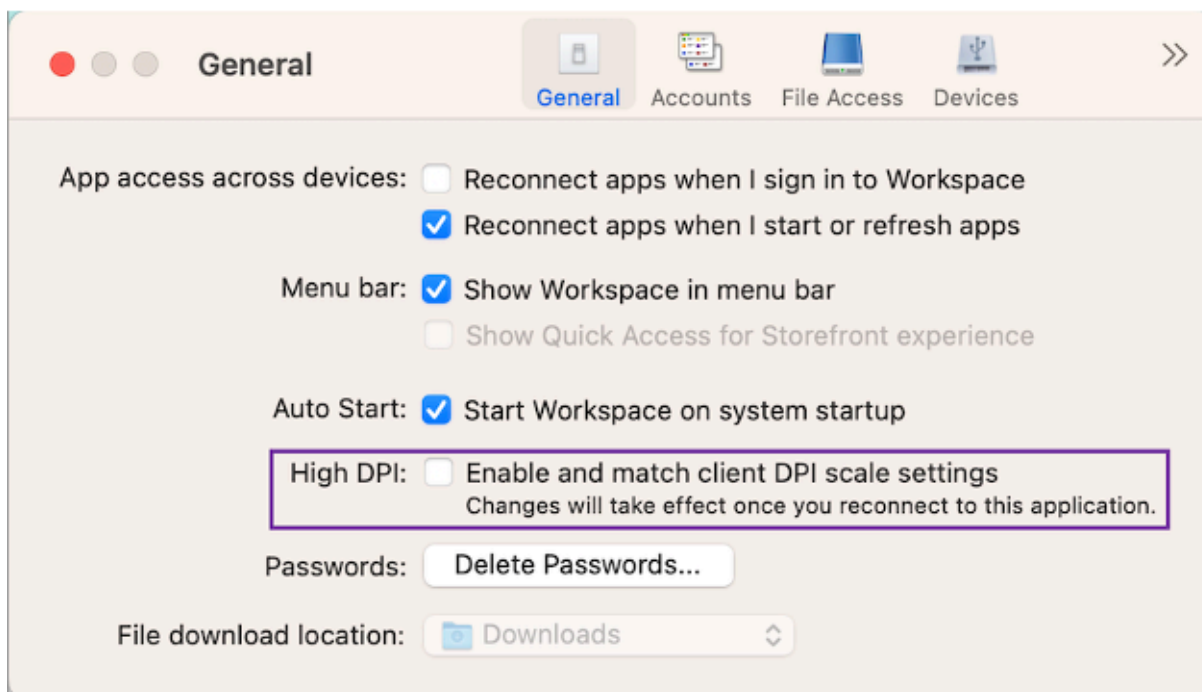 General
General Accounts File Access Devices
App access across devices: Reconnect apps when I sign in to Workspace
Reconnect apps when I start or refresh apps
Menu bar: Show Workspace in menu bar
Show Quick Access for Storefront experience
Auto Start: Start Workspace on system startup
High DPI: Enable and match client DPI scale settings
Changes will take effect once you reconnect to this application.
Passwords: Delete Passwords...
File download location: Downloads